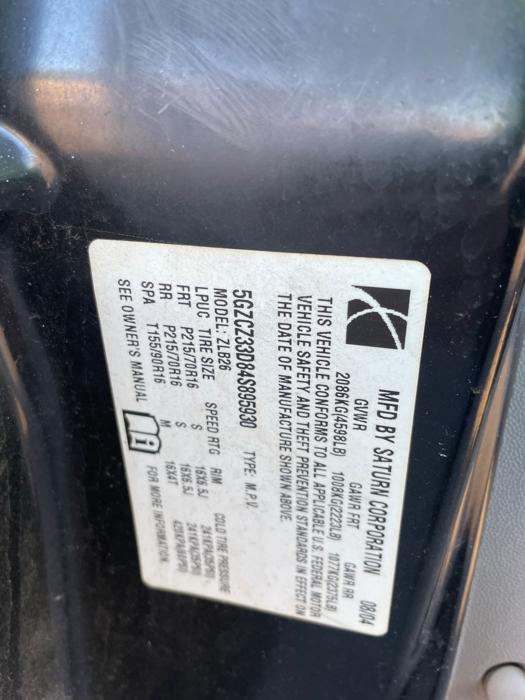 MFD BY SATURN CORPORATION 08/04
GVWR GAWR FRT GAWR RR
2086KG(4598LB) 1008KG(2223LB) 1077KG(2375LB)
THIS VEHICLE CONFORMS TO ALL APPLICABLE U.S. FEDERAL MOTOR
VEHICLE SAFETY AND THEFT PREVENTION STANDARDS IN EFFECT ON
THE DATE OF MANUFACTURE SHOWN ABOVE.
5GZCZ33D84S895930 TYPE: M.P.V.
MODEL: ZLB26
LPUC TIRE SIZE SPEED RTG RIM COLD TIRE PRESSURE
FRT P215/70R16 S 16X6.5J 241KPA(35PSI)
RR P215/70R16 S 16X6.5J 241KPA(35PSI)
SPA T155/90R16 M 16X4T 420KPA(60PSI)
SEE OWNER'S MANUAL FOR MORE INFORMATION.